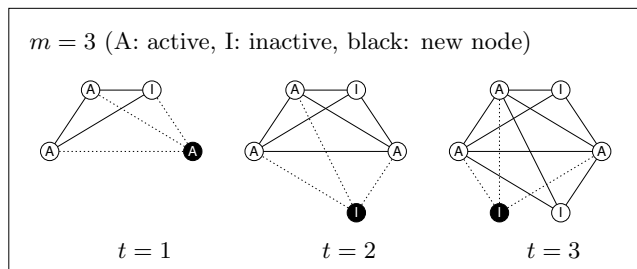 m = 3 (A: active, I: inactive, black: new node)
A I A I A I
A A A A A A
I I I
t = 1 t = 2 t = 3